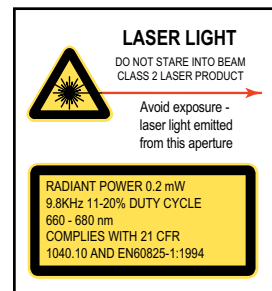 LASER LIGHT
DO NOT STARE INTO BEAM
CLASS 2 LASER PRODUCT
Avoid exposure -
laser light emitted
from this aperture
RADIANT POWER 0.2 mW
9.8KHz 11-20% DUTY CYCLE
660 - 680 nm
COMPLIES WITH 21 CFR
1040.10 AND EN60825-1:1994